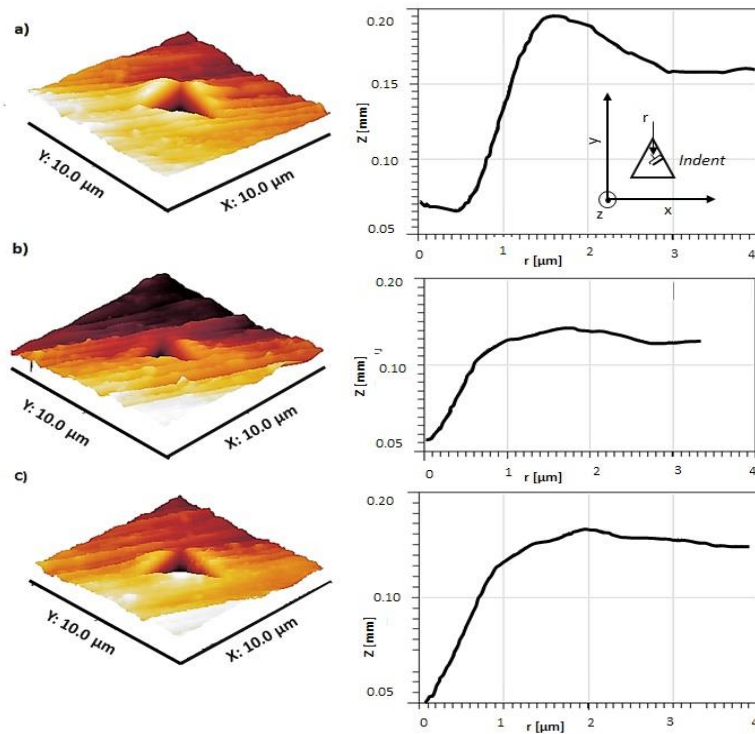 a)
Y: 10.0 µm
X: 10.0 µm
Z [mm]
0.20
0.15
0.10
0.05
0
1
2
3
4
r [µm]
y
r
h
Indent
z
x
b)
Y: 10.0 µm
X: 10.0 µm
Z [mm]
0.20
0.10
0.05
0
1
2
3
4
r [µm]
c)
Y: 10.0 µm
X: 10.0 µm
Z [mm]
0.20
0.10
0.05
0
1
2
3
4
r [µm]